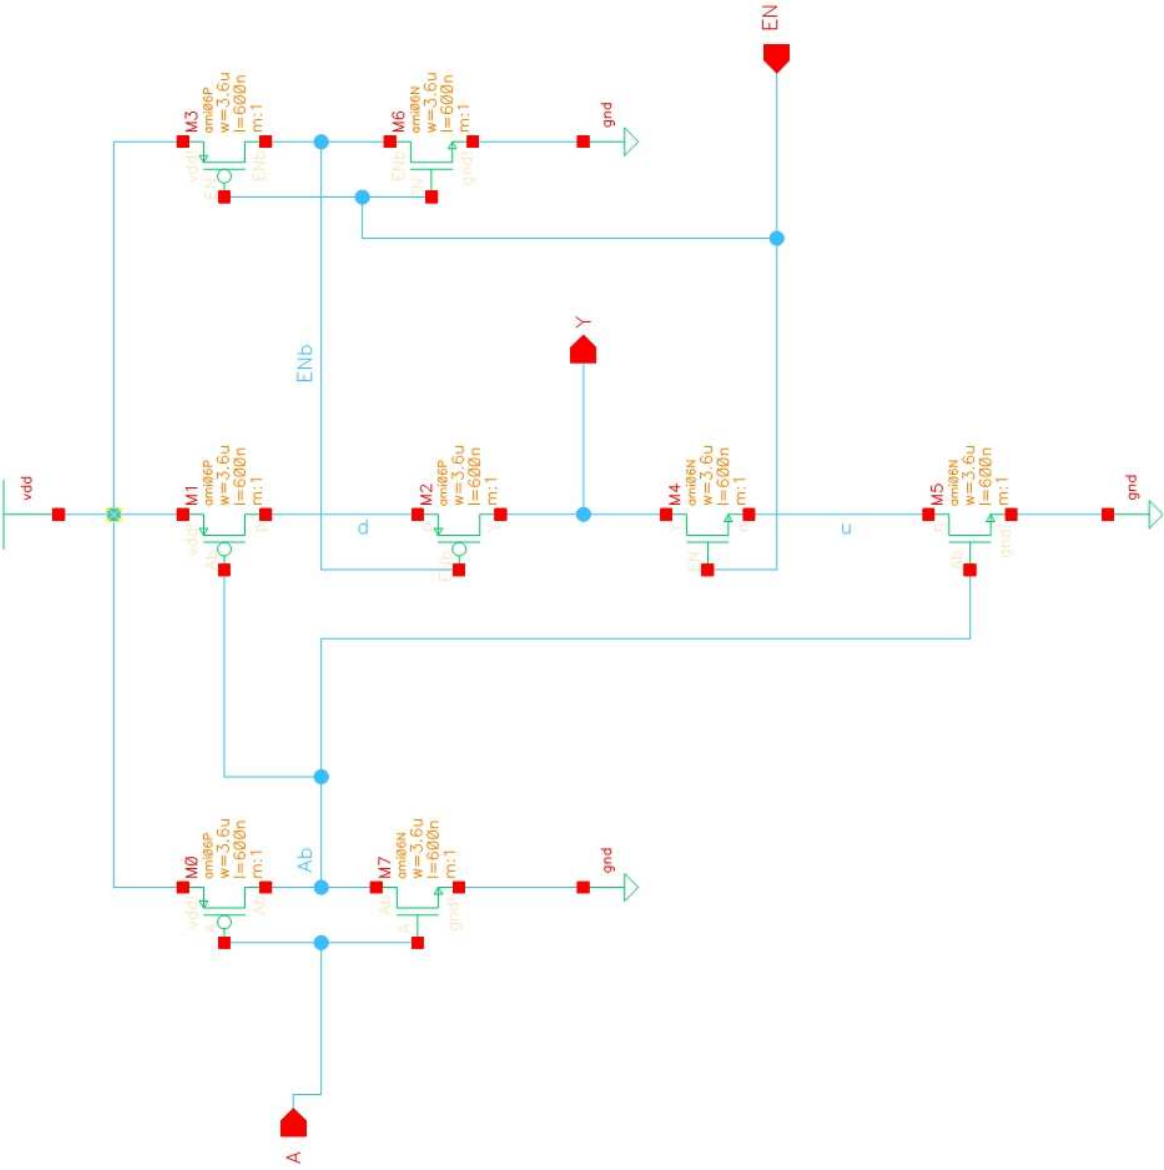 vdd
M0
ami06P
w=3.6u
l=600n
m:1
M1
ami06P
w=3.6u
l=600n
m:1
M3
ami06P
w=3.6u
l=600n
m:1
A
Ab
ENb
p
M7
ami06N
w=3.6u
l=600n
m:1
M2
ami06P
w=3.6u
l=600n
m:1
M6
ami06N
w=3.6u
l=600n
m:1
gnd
Y
gnd
M4
ami06N
w=3.6u
l=600n
m:1
EN
n
M5
ami06N
w=3.6u
l=600n
m:1
gnd